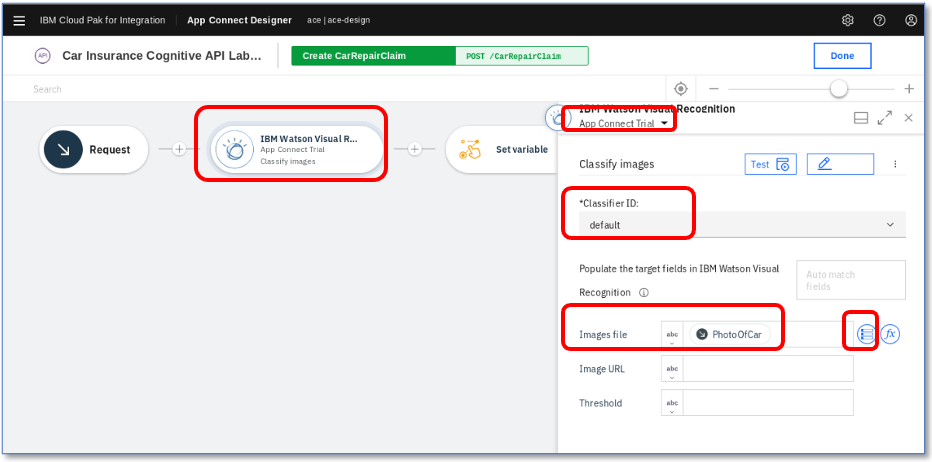 IBM Cloud Pak for Integration
App Connect Designer
ace | ace-design
API
Car Insurance Cognitive API Lab...
Create CarRepairClaim
POST /CarRepairClaim
Done
Search
Request
IBM Watson Visual R...
App Connect Trial
Classify images
Set variable
IBM Watson Visual Recognition
App Connect Trial
Classify images
Test
*Classifier ID:
default
Populate the target fields in IBM Watson Visual
Recognition
Auto match
fields
Images file
abc
PhotoOfCar
fx
Image URL
abc
Threshold
abc